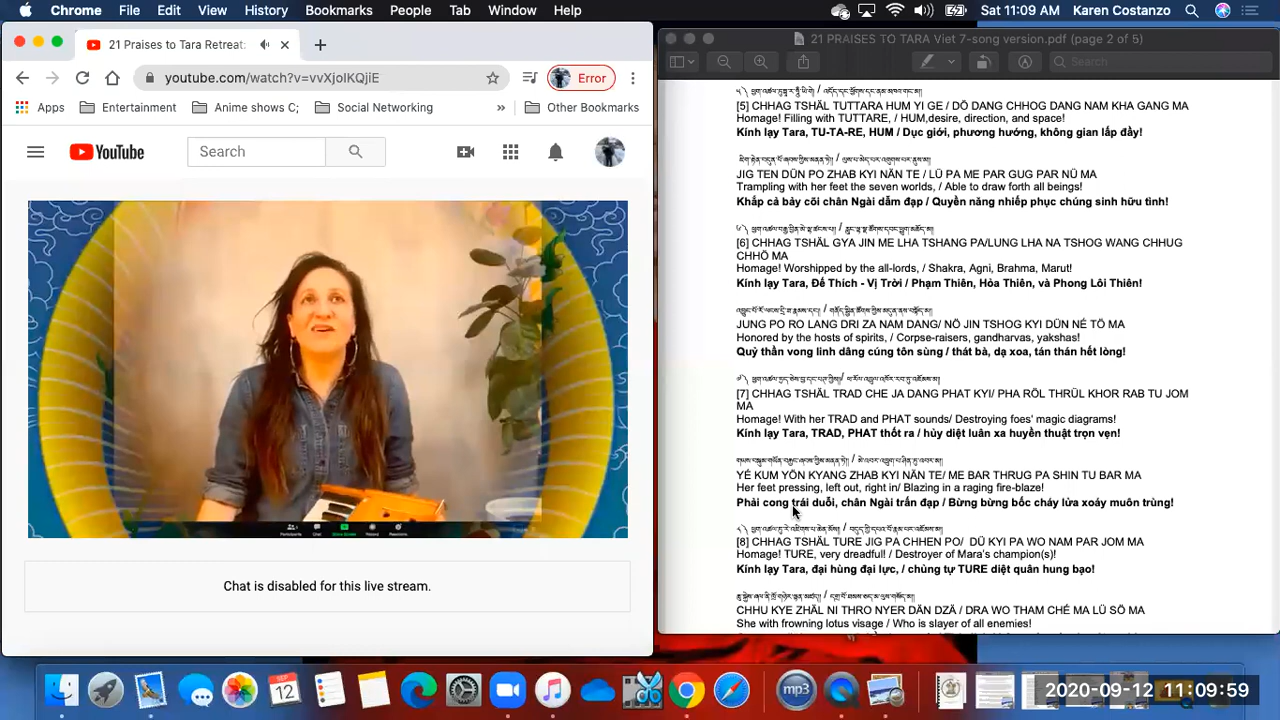 Chrome File Edit View History Bookmarks People Tab Window Help Sat 11:09 AM Karen Costanzo
21 Praises to Tara Retreat:
youtube.com/watch?v=vvXjolKQjiE Error
Apps Entertainment Anime shows C; Social Networking » Other Bookmarks
YouTube Search
Participants Chat Share Screen Record Reactions
Chat is disabled for this live stream.
21 PRAISES TO TARA Viet 7-song version.pdf (page 2 of 5)
Search
[5] CHHAG TSHÄL TUTTARA HUM YI GE / DÖ DANG CHHOG DANG NAM KHA GANG MA
Homage! Filling with TUTTARE, / HUM,desire, direction, and space!
Kính lạy Tara, TU-TA-RE, HUM / Dục giới, phương hướng, không gian lấp đầy!
JIG TEN DÜN PO ZHAB KYI NÄN TE / LÜ PA ME PAR GUG PAR NÜ MA
Trampling with her feet the seven worlds, / Able to draw forth all beings!
Khắp cả bảy cõi chân Ngài dẫm đạp / Quyền năng nhiếp phục chúng sinh hữu tình!
[6] CHHAG TSHÄL GYA JIN ME LHA TSHANG PA/LUNG LHA NA TSHOG WANG CHHUG
CHHÖ MA
Homage! Worshipped by the all-lords, / Shakra, Agni, Brahma, Marut!
Kính lạy Tara, Đế Thích - Vị Trời / Phạm Thiên, Hỏa Thiên, và Phong Lôi Thiên!
JUNG PO RO LANG DRI ZA NAM DANG/ NÖ JIN TSHOG KYI DÜN NÉ TÖ MA
Honored by the hosts of spirits, / Corpse-raisers, gandharvas, yakshas!
Quỷ thần vong linh dâng cúng tôn sùng / thát bà, dạ xoa, tán thán hết lòng!
[7] CHHAG TSHÄL TRAD CHE JA DANG PHAT KYI/ PHA RÖL THRÜL KHOR RAB TU JOM
MA
Homage! With her TRAD and PHAT sounds/ Destroying foes' magic diagrams!
Kính lạy Tara, TRAD, PHAT thốt ra / hủy diệt luân xa huyền thuật trọn vẹn!
YÉ KUM YÖN KYANG ZHAB KYI NÄN TE/ ME BAR THRUG PA SHIN TU BAR MA
Her feet pressing, left out, right in/ Blazing in a raging fire-blaze!
Phải cong trái duỗi, chân Ngài trấn đạp / Bừng bừng bốc cháy lửa xoáy muôn trùng!
[8] CHHAG TSHÄL TURE JIG PA CHHEN PO/ DÜ KYI PA WO NAM PAR JOM MA
Homage! TURE, very dreadful! / Destroyer of Mara's champion(s)!
Kính lạy Tara, đại hùng đại lực, / chủng tự TURE diệt quân hung bạo!
CHHU KYE ZHÄL NI THRO NYER DÄN DZÄ / DRA WO THAM CHÉ MA LÜ SÖ MA
She with frowning lotus visage / Who is slayer of all enemies!
12
mp3
2020-09-12 11:09:59